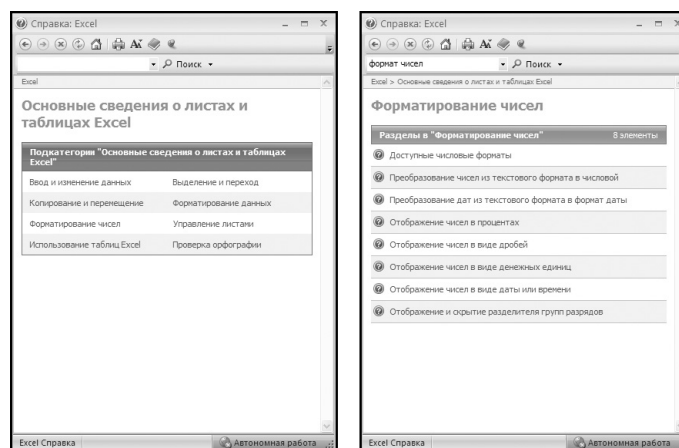 Справка: Excel
Поиск
Excel
Основные сведения о листах и
таблицах Excel
Подкатегории "Основные сведения о листах и таблицах
Excel"
Ввод и изменение данных
Выделение и переход
Копирование и перемещение
Форматирование данных
Форматирование чисел
Управление листами
Использование таблиц Excel
Проверка орфографии
Excel Справка
Автономная работа
Справка: Excel
формат чисел
Поиск
Excel > Основные сведения о листах и таблицах Excel
Форматирование чисел
Разделы в "Форматирование чисел"
8 элементы
Доступные числовые форматы
Преобразование чисел из текстового формата в числовой
Преобразование дат из текстового формата в формат даты
Отображение чисел в процентах
Отображение чисел в виде дробей
Отображение чисел в виде денежных единиц
Отображение чисел в виде даты или времени
Отображение и скрытие разделителя групп разрядов
Excel Справка
Автономная работа